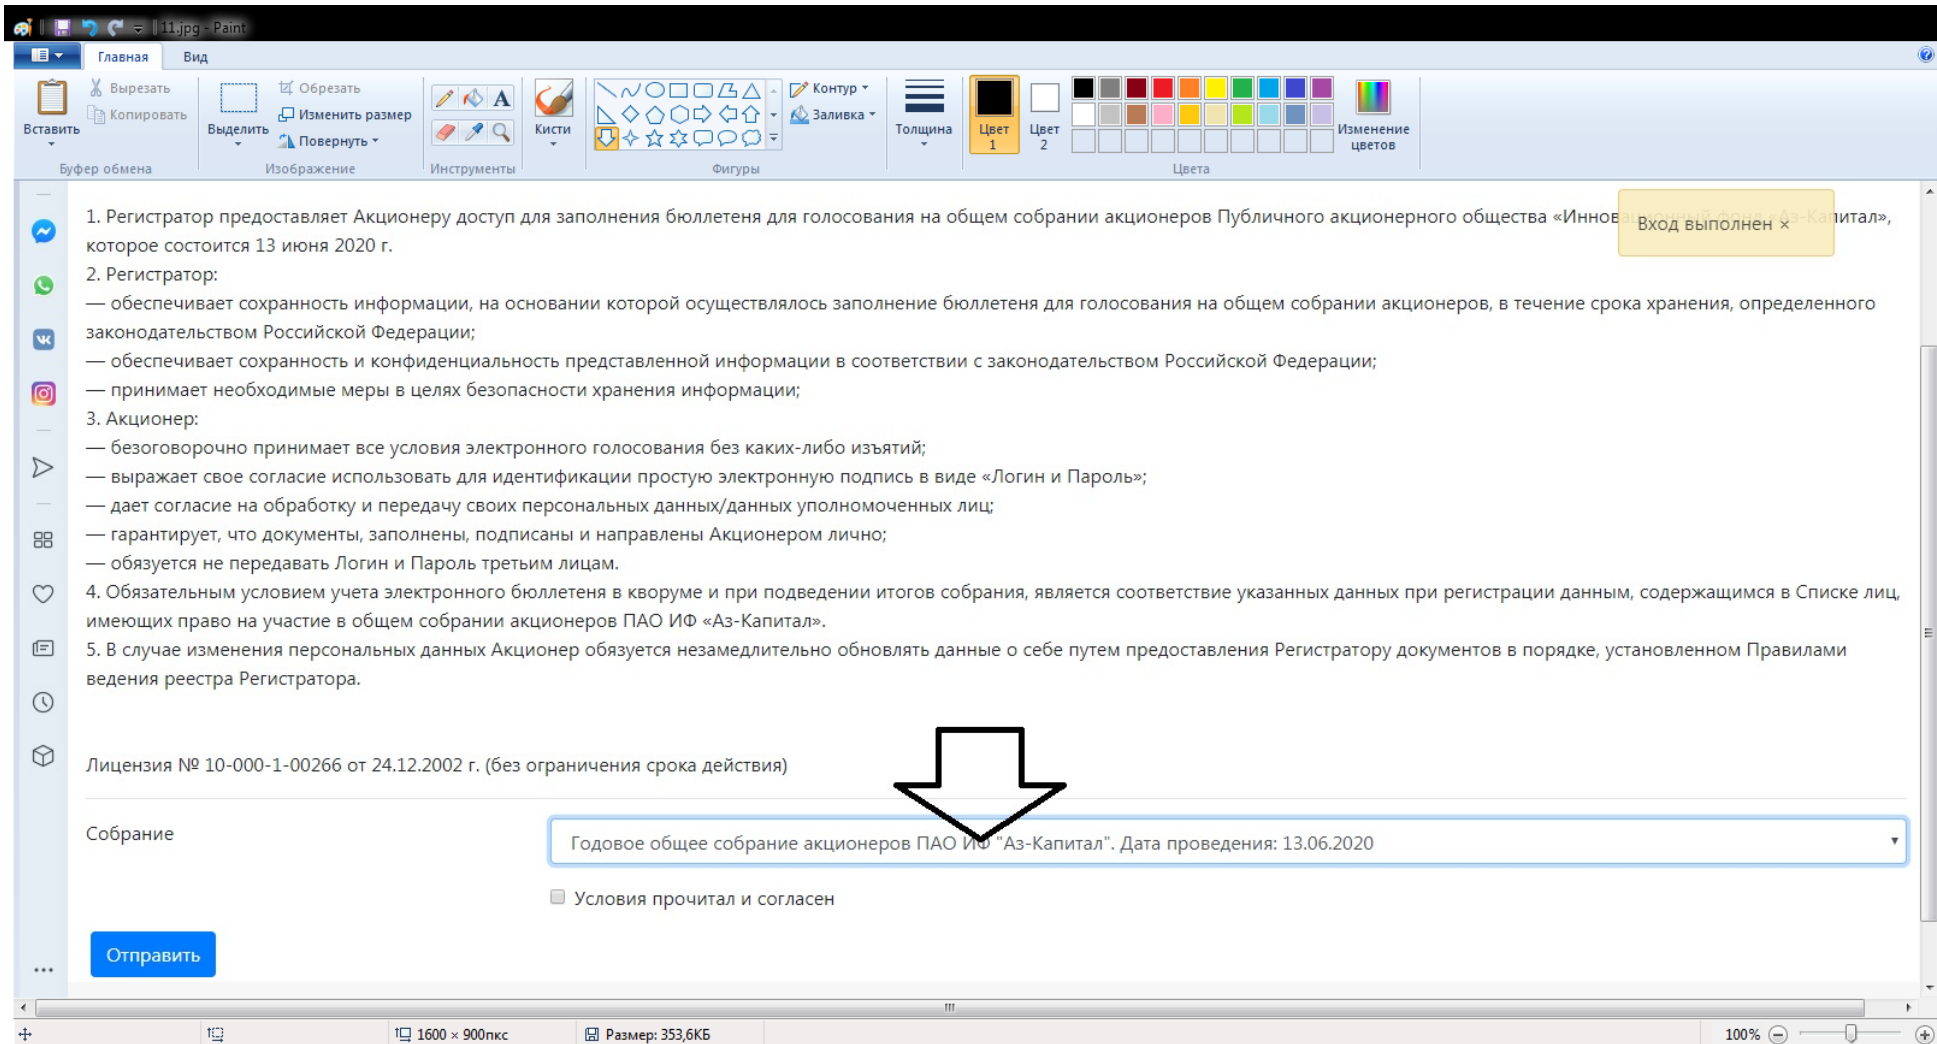 11.jpg - Paint
Главная Вид
Вырезать
Копировать
Вставить
Буфер обмена
Выделить
Обрезать
Изменить размер
Повернуть
Изображение
Инструменты
Кисти
Контур
Заливка
Фигуры
Толщина
Цвет 1
Цвет 2
Изменение цветов
Цвета
1. Регистратор предоставляет Акционеру доступ для заполнения бюллетеня для голосования на общем собрании акционеров Публичного акционерного общества «Инновационный фонд «Аз-Капитал»,
Вход выполнен ×
которое состоится 13 июня 2020 г.
2. Регистратор:
— обеспечивает сохранность информации, на основании которой осуществлялось заполнение бюллетеня для голосования на общем собрании акционеров, в течение срока хранения, определенного
законодательством Российской Федерации;
— обеспечивает сохранность и конфиденциальность представленной информации в соответствии с законодательством Российской Федерации;
— принимает необходимые меры в целях безопасности хранения информации;
3. Акционер:
— безоговорочно принимает все условия электронного голосования без каких-либо изъятий;
— выражает свое согласие использовать для идентификации простую электронную подпись в виде «Логин и Пароль»;
— дает согласие на обработку и передачу своих персональных данных/данных уполномоченных лиц;
— гарантирует, что документы, заполнены, подписаны и направлены Акционером лично;
— обязуется не передавать Логин и Пароль третьим лицам.
4. Обязательным условием учета электронного бюллетеня в кворуме и при подведении итогов собрания, является соответствие указанных данных при регистрации данным, содержащимся в Списке лиц,
имеющих право на участие в общем собрании акционеров ПАО ИФ «Аз-Капитал».
5. В случае изменения персональных данных Акционер обязуется незамедлительно обновлять данные о себе путем предоставления Регистратору документов в порядке, установленном Правилами
ведения реестра Регистратора.
Лицензия № 10-000-1-00266 от 24.12.2002 г. (без ограничения срока действия)
Собрание
Годовое общее собрание акционеров ПАО ИФ "Аз-Капитал". Дата проведения: 13.06.2020
Условия прочитал и согласен
Отправить
1600 × 900пкс
Размер: 353,6КБ
100%